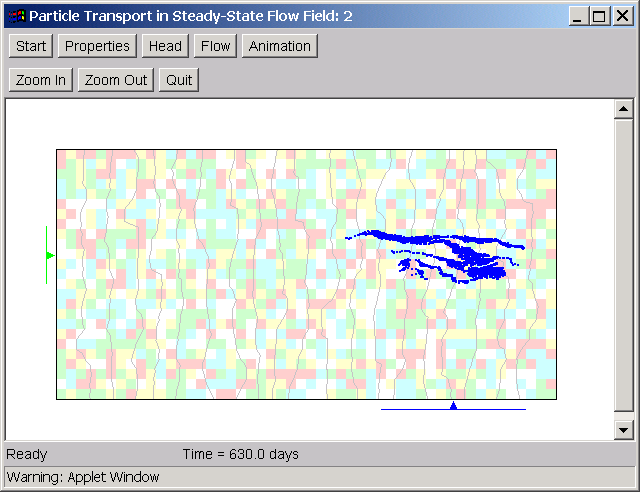 Particle Transport in Steady-State Flow Field: 2
Start Properties Head Flow Animation
Zoom In Zoom Out Quit
Ready Time = 630.0 days
Warning: Applet Window